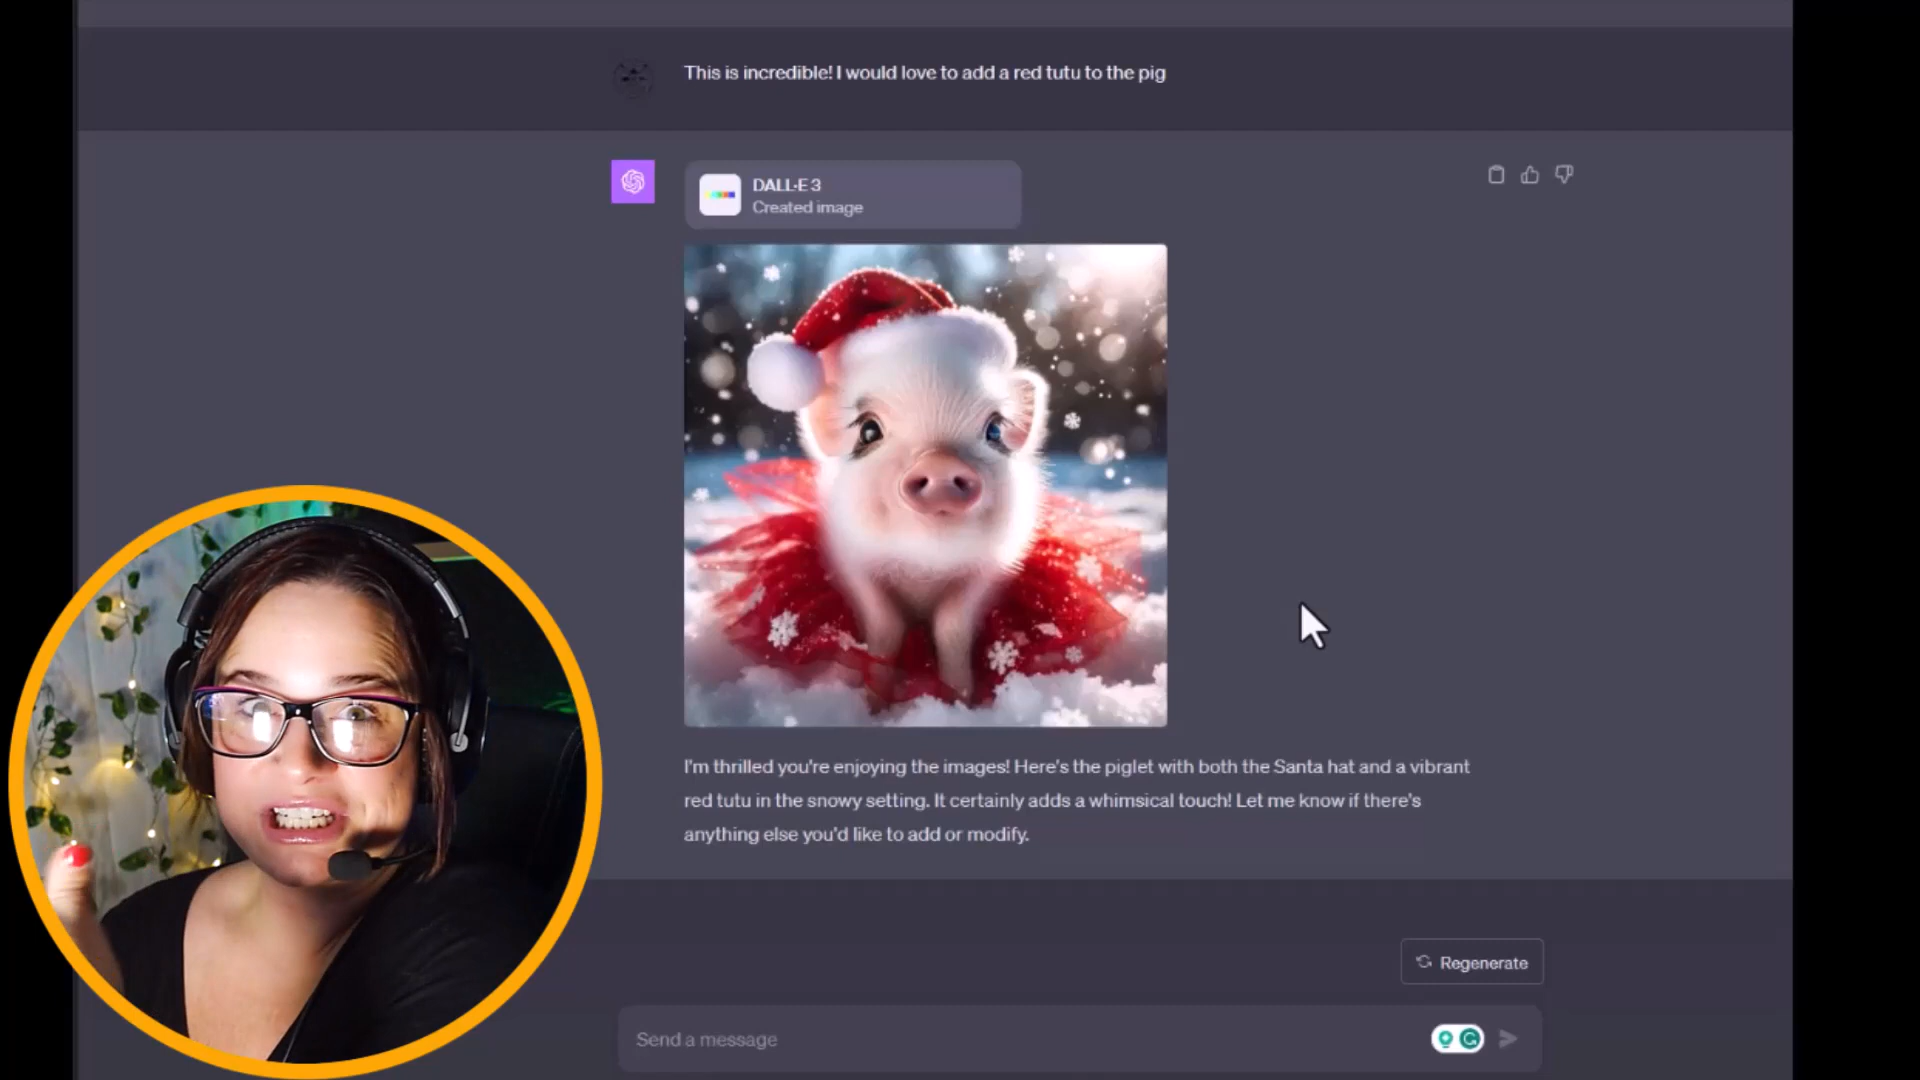 This is incredible! I would love to add a red tutu to the pig
DALL·E 3
Created image
I'm thrilled you're enjoying the images! Here's the piglet with both the Santa hat and a vibrant
red tutu in the snowy setting. It certainly adds a whimsical touch! Let me know if there's
anything else you'd like to add or modify.
Regenerate
Send a message